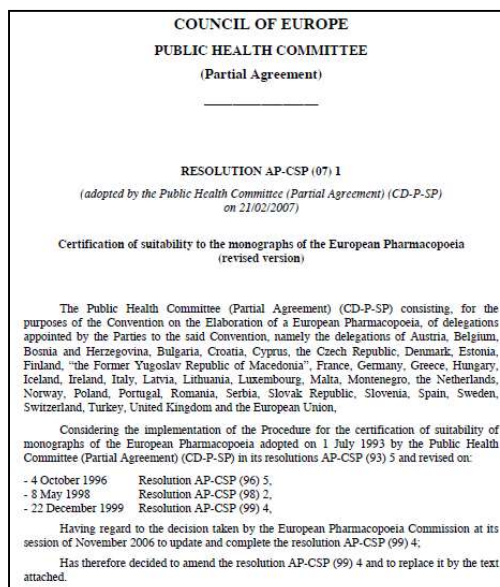 COUNCIL OF EUROPE
PUBLIC HEALTH COMMITTEE
(Partial Agreement)
RESOLUTION AP-CSP (07) 1
(adopted by the Public Health Committee (Partial Agreement) (CD-P-SP)
on 21/02/2007)
Certification of suitability to the monographs of the European Pharmacopoeia
(revised version)
The Public Health Committee (Partial Agreement) (CD-P-SP) consisting, for the
purposes of the Convention on the Elaboration of a European Pharmacopoeia, of delegations
appointed by the Parties to the said Convention, namely the delegations of Austria, Belgium,
Bosnia and Herzegovina, Bulgaria, Croatia, Cyprus, the Czech Republic, Denmark, Estonia,
Finland, “the Former Yugoslav Republic of Macedonia”, France, Germany, Greece, Hungary,
Iceland, Ireland, Italy, Latvia, Lithuania, Luxembourg, Malta, Montenegro, the Netherlands,
Norway, Poland, Portugal, Romania, Serbia, Slovak Republic, Slovenia, Spain, Sweden,
Switzerland, Turkey, United Kingdom and the European Union,
Considering the implementation of the Procedure for the certification of suitability of
monographs of the European Pharmacopoeia adopted on 1 July 1993 by the Public Health
Committee (Partial Agreement) (CD-P-SP) in its resolutions AP-CSP (93) 5 and revised on:
- 4 October 1996 Resolution AP-CSP (96) 5,
- 8 May 1998 Resolution AP-CSP (98) 2,
- 22 December 1999 Resolution AP-CSP (99) 4,
Having regard to the decision taken by the European Pharmacopoeia Commission at its
session of November 2006 to update and complete the resolution AP-CSP (99) 4;
Has therefore decided to amend the resolution AP-CSP (99) 4 and to replace it by the text
attached.